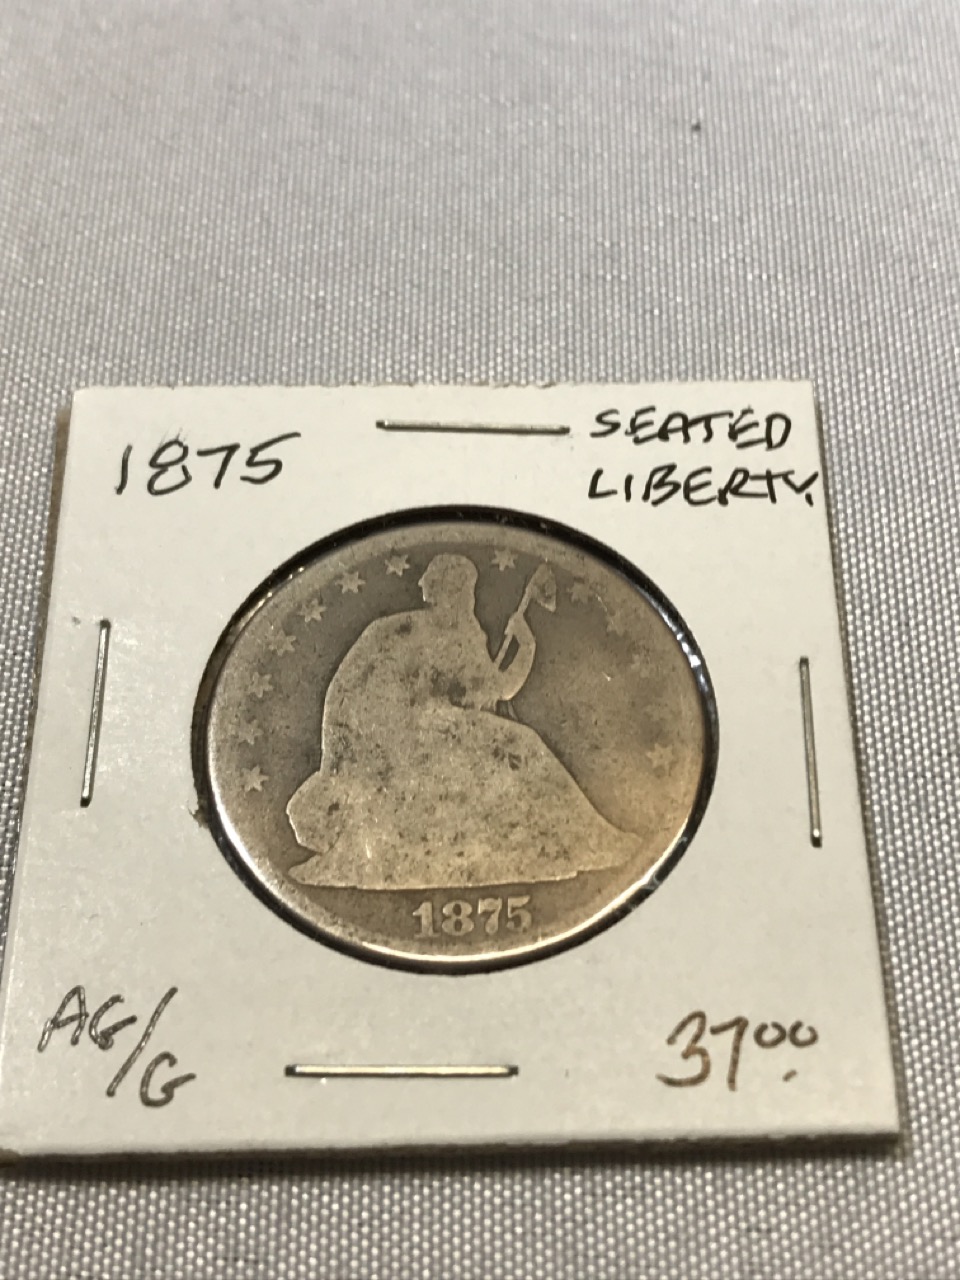 1875
SEATED
LIBERTY.
1875
AG/G
37.00